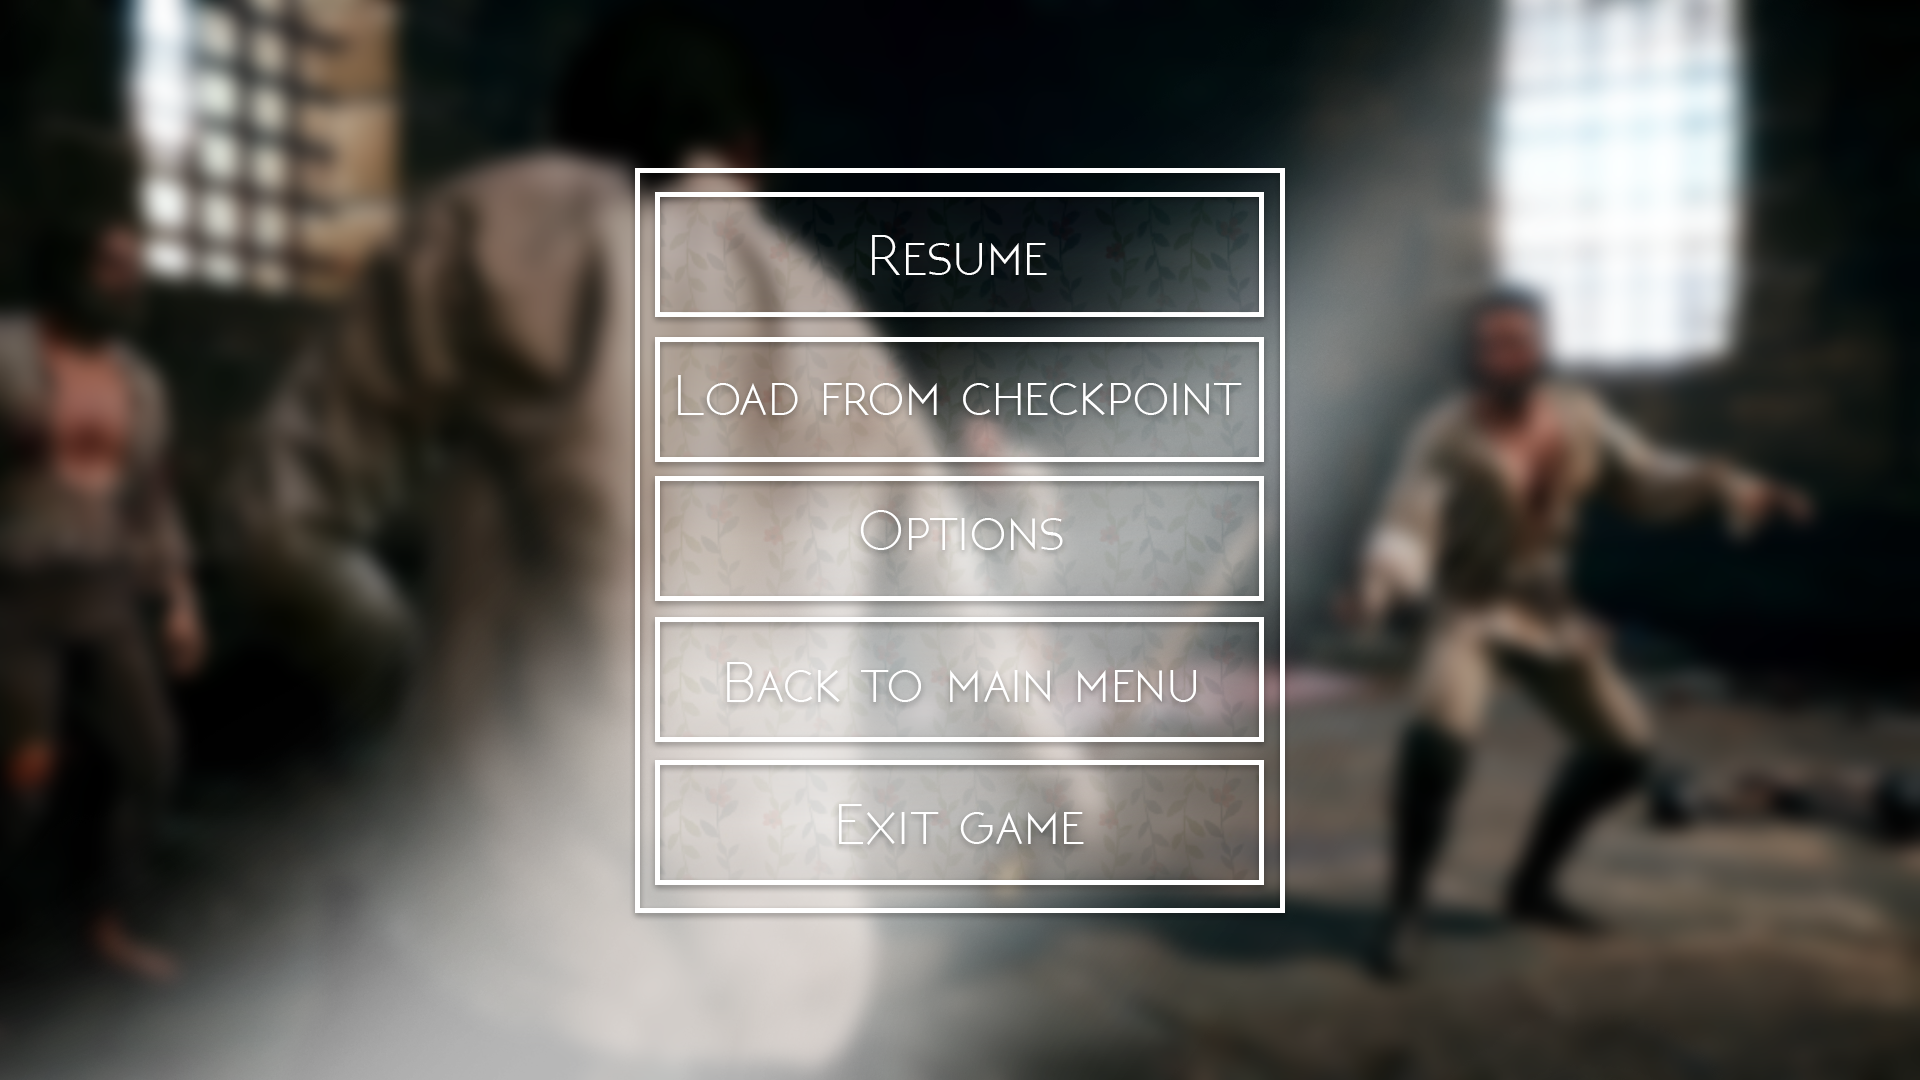 Resume
Load from checkpoint
Options
Back to main menu
Exit game